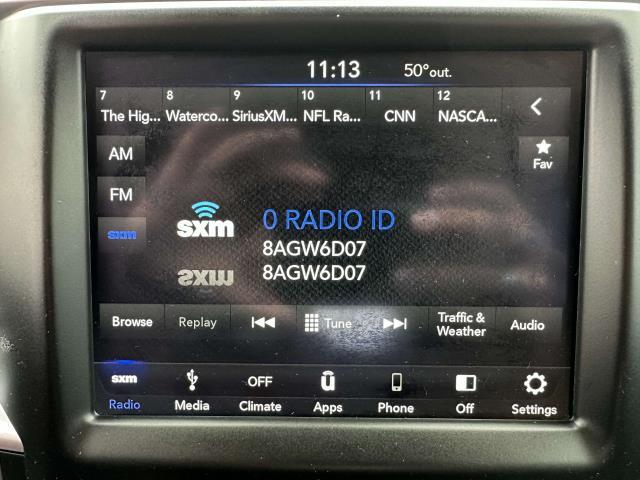 11:13 50°out.
7 8 9 10 11 12
The Hig... Waterco... SiriusXM... NFL Ra... CNN NASCA...
AM
Fav
FM
sxm
sxm
0 RADIO ID
8AGW6D07
8AGW6D07
Browse Replay Tune Traffic & Weather Audio
sxm OFF
Radio Media Climate Apps Phone Off Settings